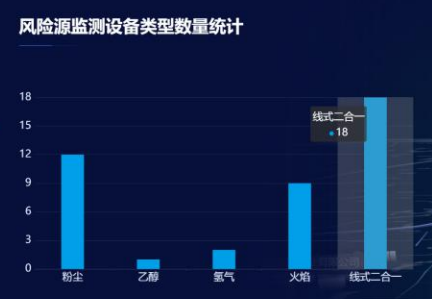 风险源监测设备类型数量统计
18
线式二合一
18
15
12
9
6
3
0
粉尘
乙醇
氢气
火焰
线式二合一